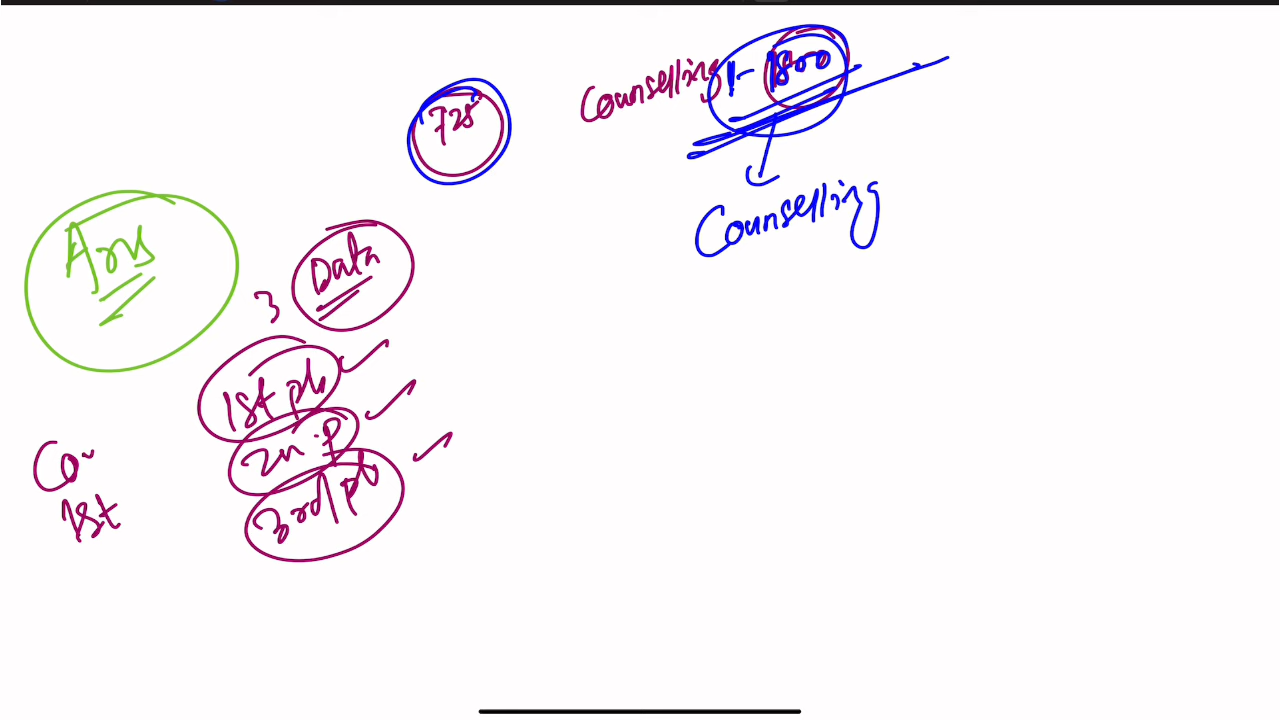 Counselling 1-1800
728
Counselling
Ans
3 Data
1st ph
2n.P
3rd ph
Co
1st